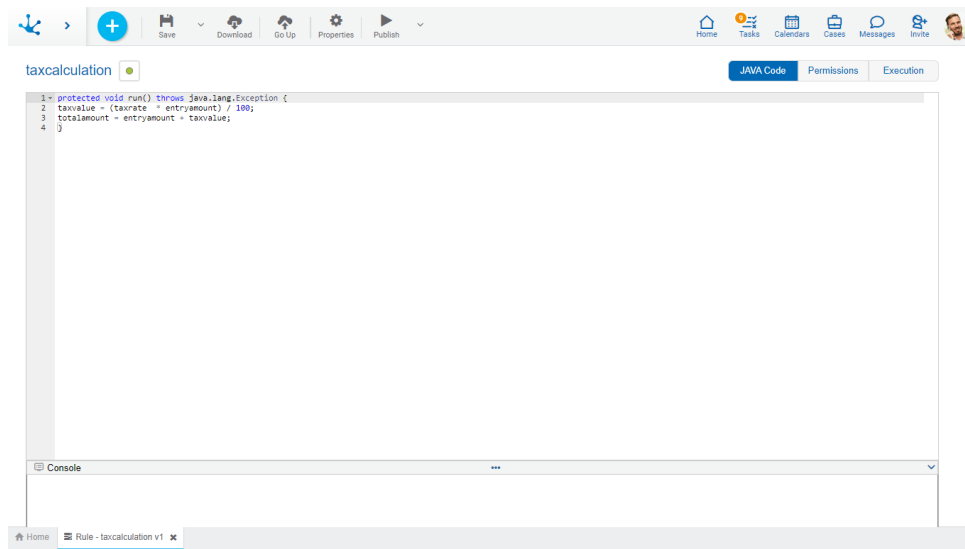 +
Save
Download
Go Up
Properties
Publish
Home
9
Tasks
Calendars
Cases
Messages
Invite
taxcalculation
JAVA Code
Permissions
Execution
1 protected void run() throws java.lang.Exception {
2 taxvalue = (taxrate * entryamount) / 100;
3 totalamount = entryamount + taxvalue;
4 }
Console
Home
Rule - taxcalculation v1